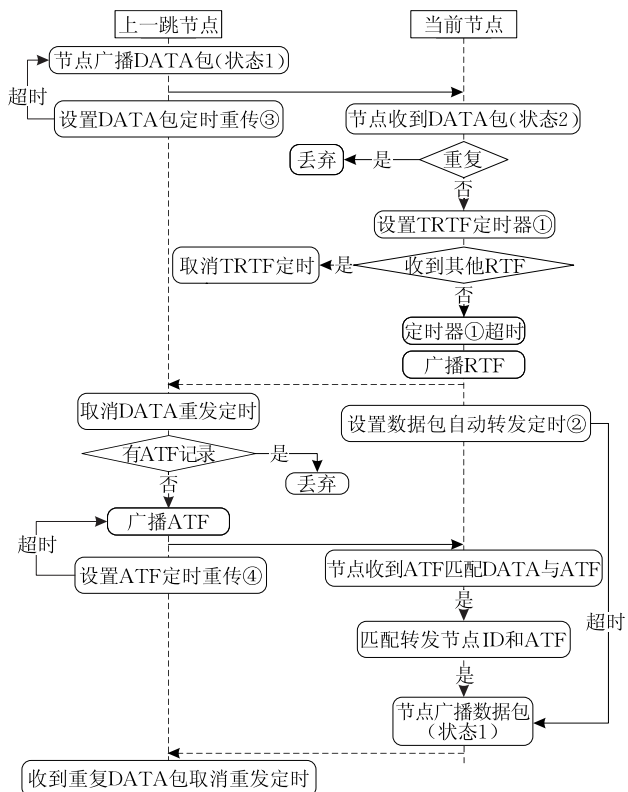 上一跳节点
当前节点
节点广播DATA包(状态1)
超时
设置DATA包定时重传③
节点收到DATA包(状态2)
丢弃
是
重复
否
设置TRTF定时器①
取消TRTF定时
是
收到其他RTF
否
定时器①超时
广播RTF
取消DATA重发定时
设置数据包自动转发定时②
有ATF记录
是
丢弃
否
广播ATF
超时
设置ATF定时重传④
节点收到ATF匹配DATA与ATF
是
超时
匹配转发节点ID和ATF
是
节点广播数据包
(状态1)
收到重复DATA包取消重发定时